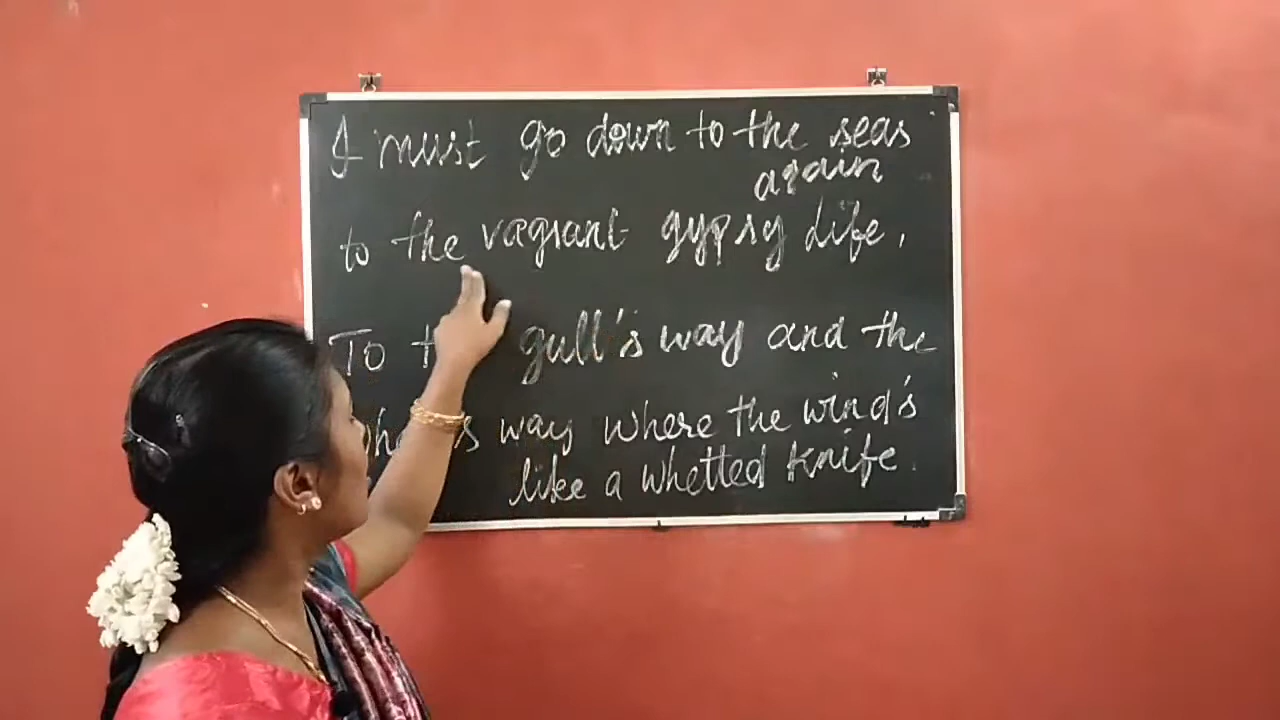 I must go down to the seas
again
to the vagrant gypsy life,
To gull's way and the
way where the wind's
like a whetted knife.